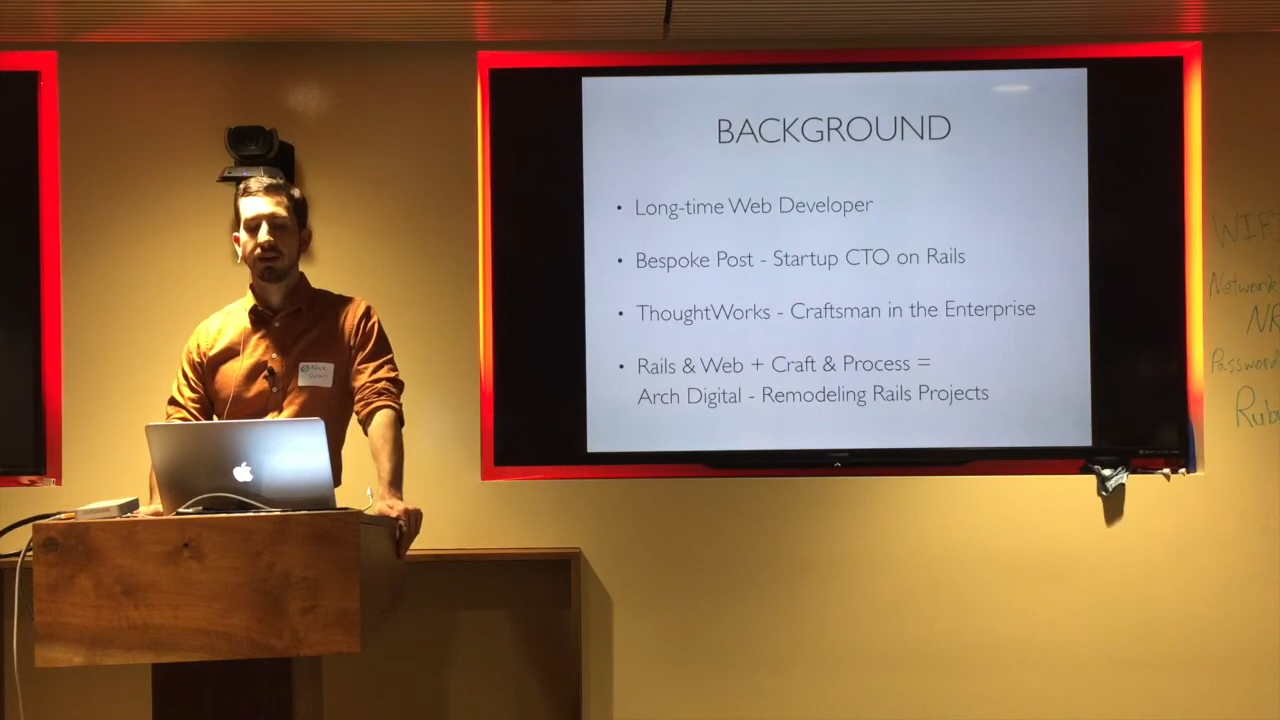 BACKGROUND
• Long-time Web Developer
• Bespoke Post - Startup CTO on Rails
• ThoughtWorks - Craftsman in the Enterprise
• Rails & Web + Craft & Process =
Arch Digital - Remodeling Rails Projects
WIFI
Network
Password